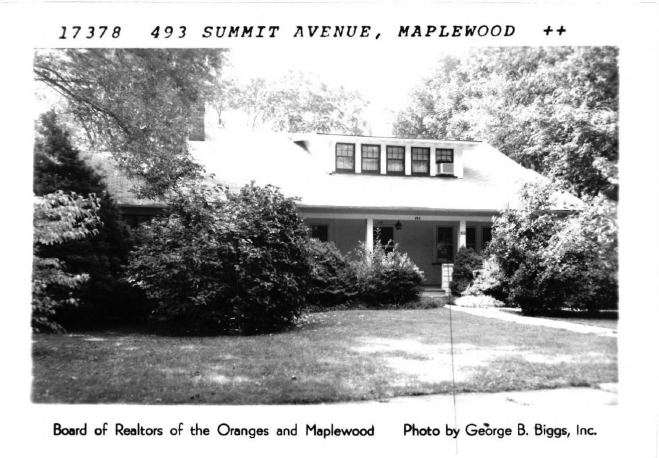 17378 493 SUMMIT AVENUE, MAPLEWOOD ++
Board of Realtors of the Oranges and Maplewood Photo by George B. Biggs, Inc.